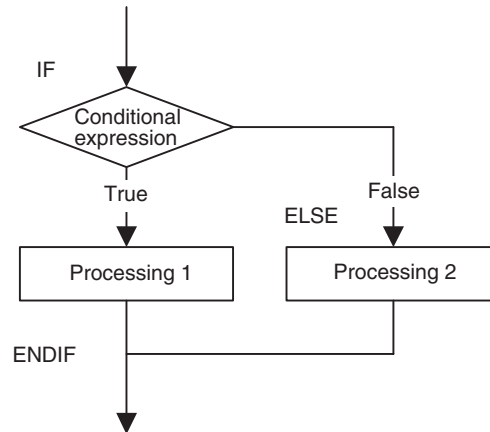 IF
Conditional
expression
True
False
ELSE
Processing 1
Processing 2
ENDIF